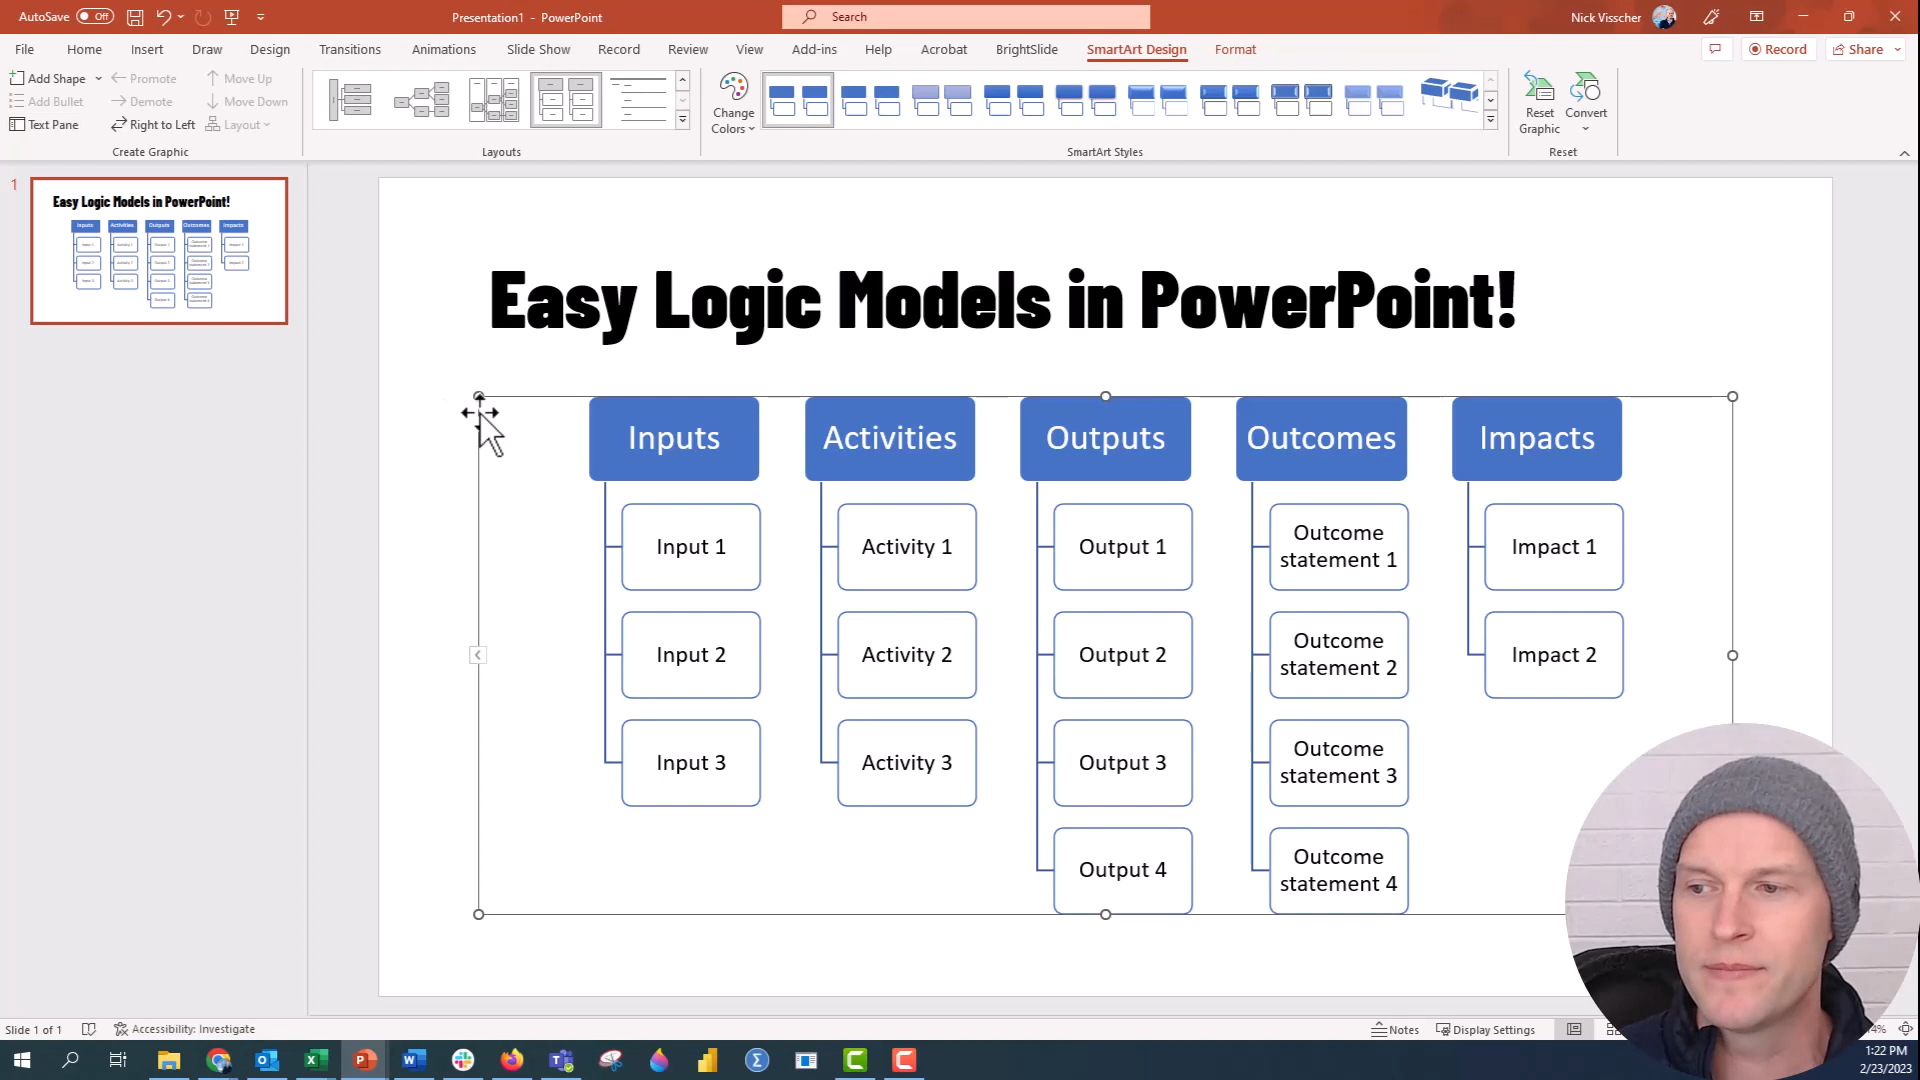 AutoSave Off
Presentation1 - PowerPoint
Search
Nick Visscher
File Home Insert Draw Design Transitions Animations Slide Show Record Review View Add-ins Help Acrobat BrightSlide SmartArt Design Format
Record Share
Add Shape Promote Move Up
Add Bullet Demote Move Down
Text Pane Right to Left Layout
Create Graphic
Layouts
Change
Colors
SmartArt Styles
Reset
Graphic
Convert
Reset
1
Easy Logic Models in PowerPoint!
Inputs Activities Outputs Outcomes Impacts
Easy Logic Models in PowerPoint!
Inputs Activities Outputs Outcomes Impacts
Input 1 Activity 1 Output 1 Outcome statement 1 Impact 1
Input 2 Activity 2 Output 2 Outcome statement 2 Impact 2
Input 3 Activity 3 Output 3 Outcome statement 3
Output 4 Outcome statement 4
Slide 1 of 1
Accessibility: Investigate
Notes Display Settings
1:22 PM
2/23/2023